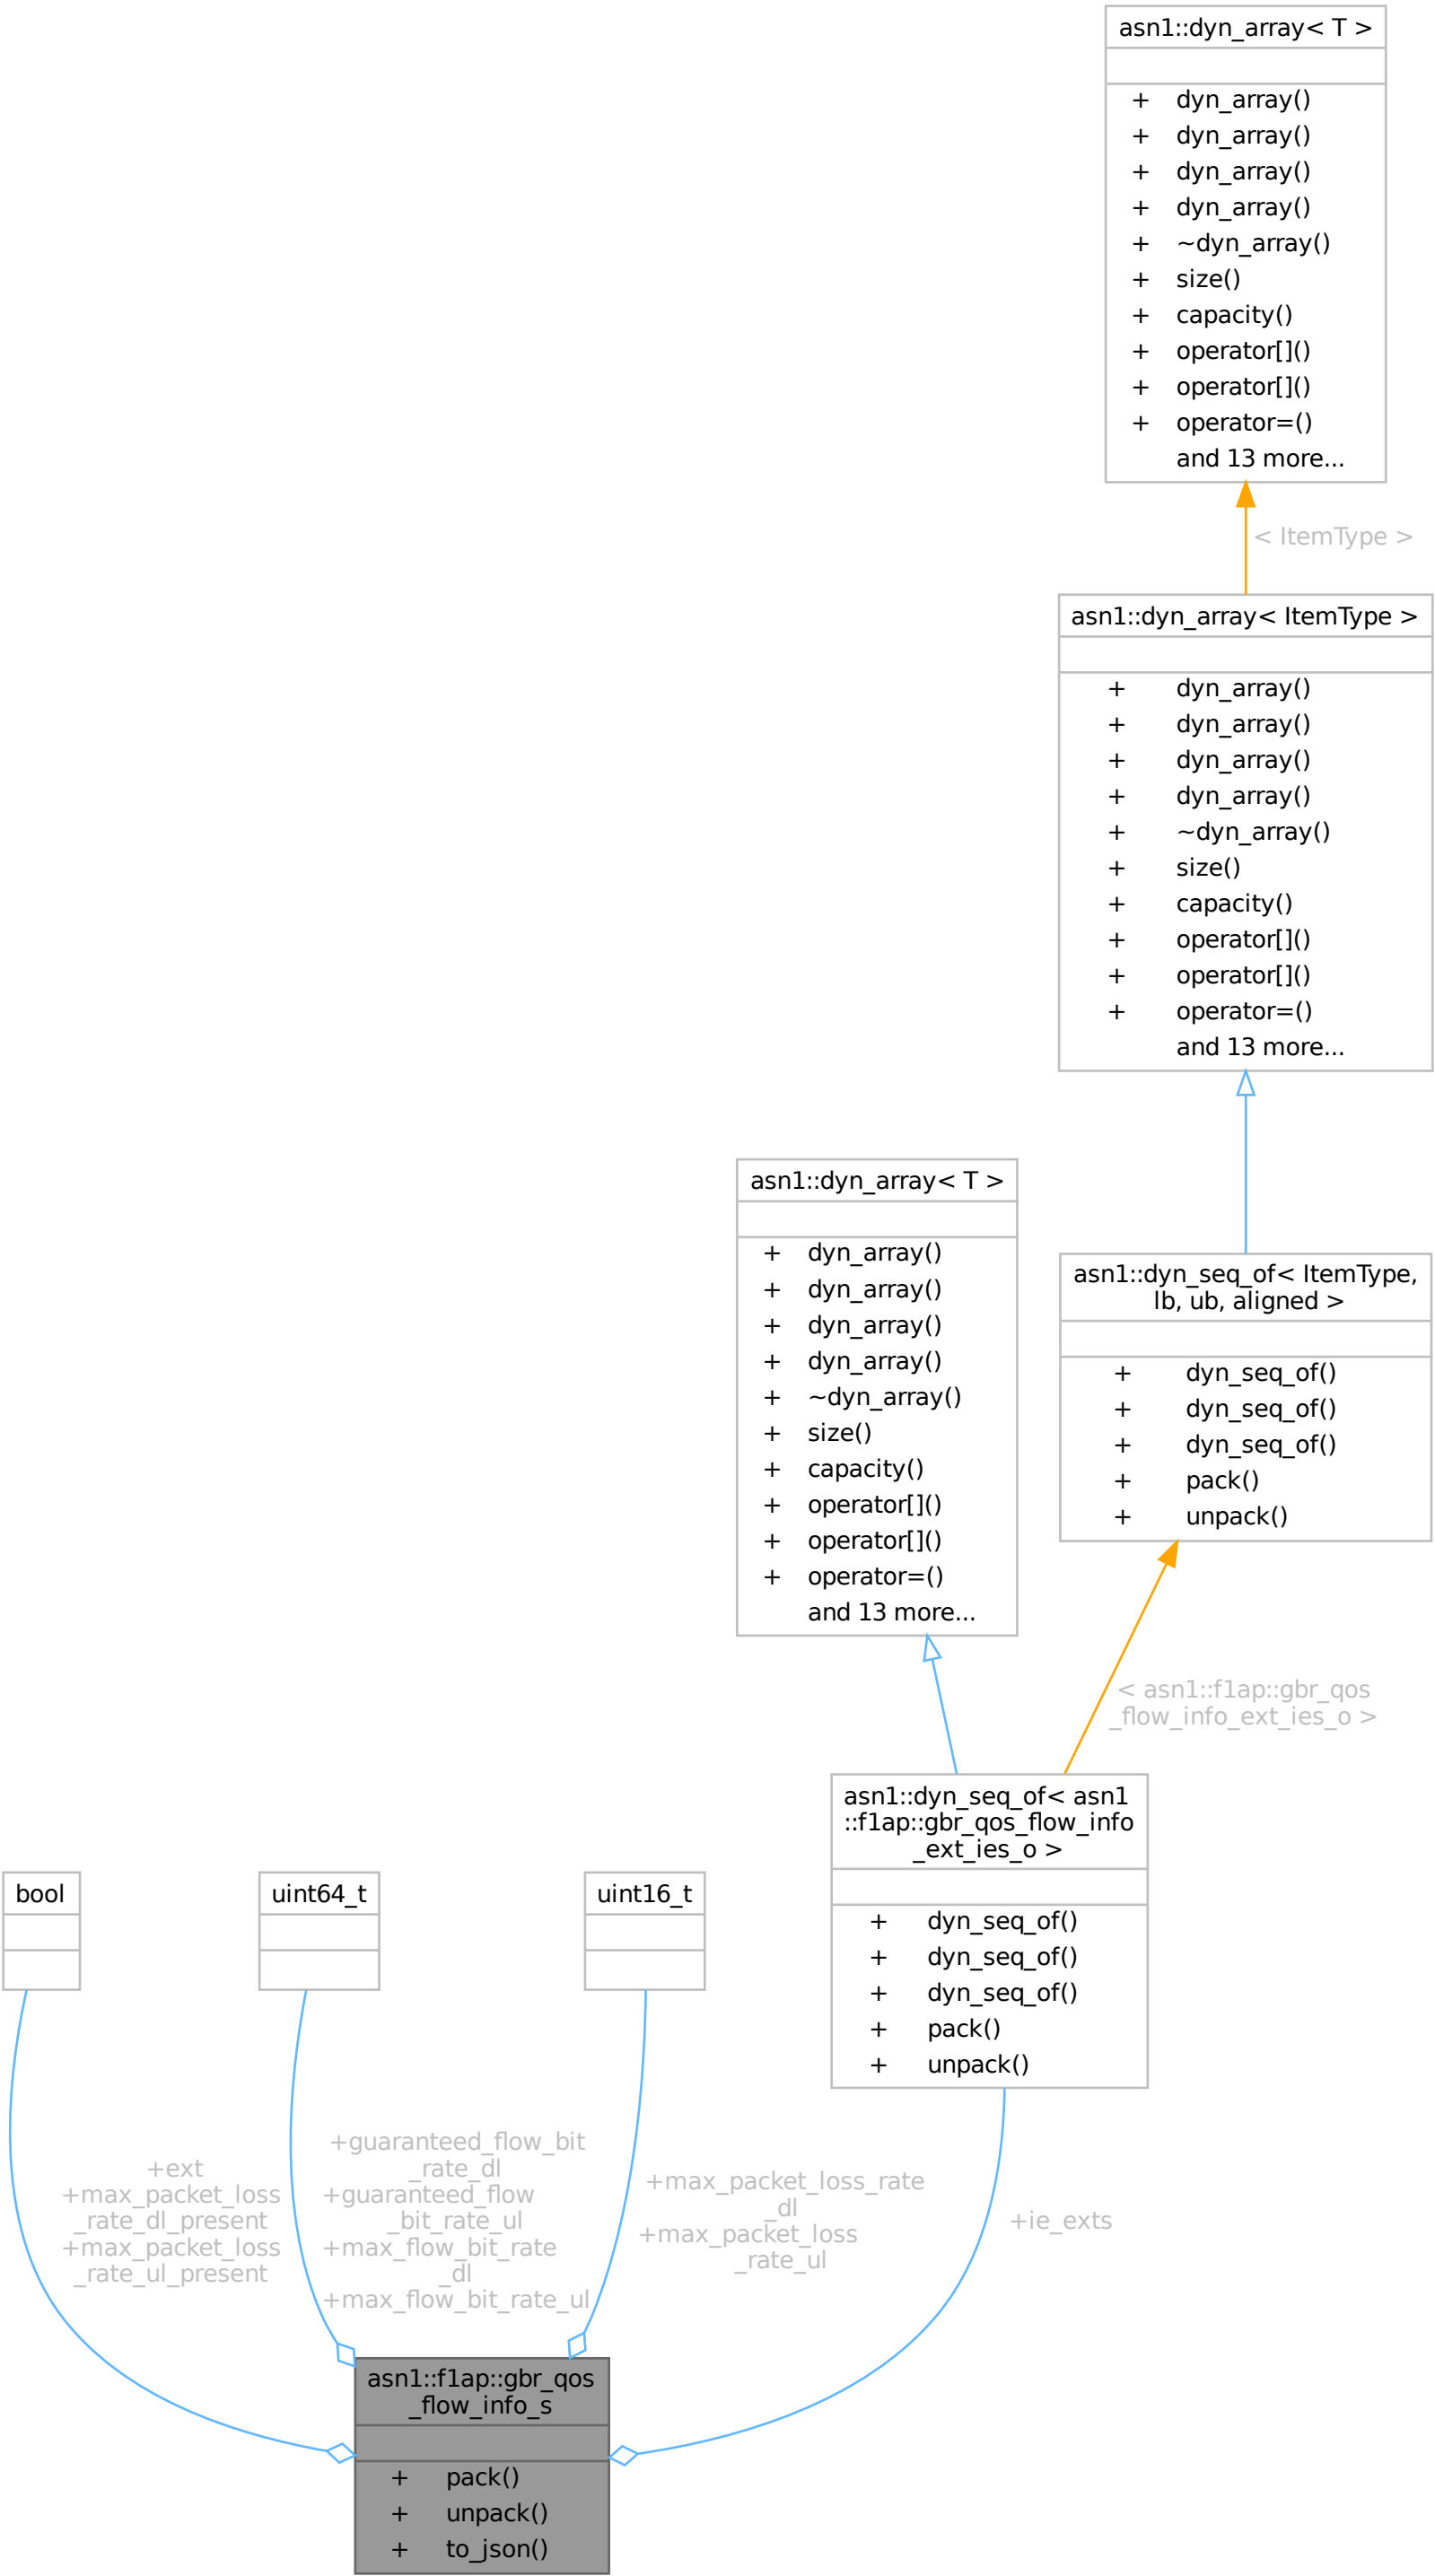 asn1::dyn_array< T >
+ dyn_array()
+ dyn_array()
+ dyn_array()
+ dyn_array()
+ ~dyn_array()
+ size()
+ capacity()
+ operator[]()
+ operator[]()
+ operator=()
and 13 more...
< ItemType >
asn1::dyn_array< ItemType >
+ dyn_array()
+ dyn_array()
+ dyn_array()
+ dyn_array()
+ ~dyn_array()
+ size()
+ capacity()
+ operator[]()
+ operator[]()
+ operator=()
and 13 more...
asn1::dyn_array< T >
+ dyn_array()
+ dyn_array()
+ dyn_array()
+ dyn_array()
+ ~dyn_array()
+ size()
+ capacity()
+ operator[]()
+ operator[]()
+ operator=()
and 13 more...
asn1::dyn_seq_of< ItemType,
lb, ub, aligned >
+ dyn_seq_of()
+ dyn_seq_of()
+ dyn_seq_of()
+ pack()
+ unpack()
< asn1::f1ap::gbr_qos
_flow_info_ext_ies_o >
asn1::dyn_seq_of< asn1
::f1ap::gbr_qos_flow_info
_ext_ies_o >
+ dyn_seq_of()
+ dyn_seq_of()
+ dyn_seq_of()
+ pack()
+ unpack()
bool
uint64_t
uint16_t
+ext
+max_packet_loss
_rate_dl_present
+max_packet_loss
_rate_ul_present
+guaranteed_flow_bit
_rate_dl
+guaranteed_flow
_bit_rate_ul
+max_flow_bit_rate
_dl
+max_flow_bit_rate_ul
+max_packet_loss_rate
_dl
+max_packet_loss
_rate_ul
+ie_exts
asn1::f1ap::gbr_qos
_flow_info_s
+ pack()
+ unpack()
+ to_json()